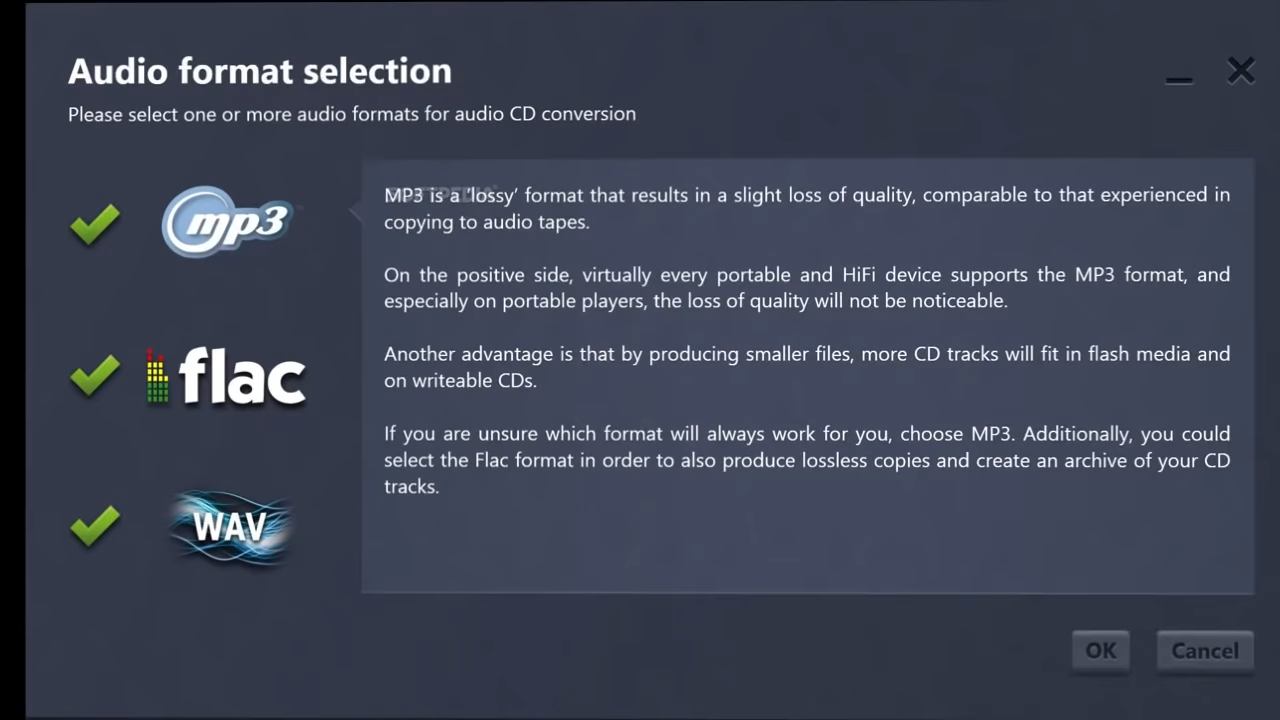 Audio format selection
Please select one or more audio formats for audio CD conversion
mp3
MP3 is a 'lossy' format that results in a slight loss of quality, comparable to that experienced in
copying to audio tapes.
On the positive side, virtually every portable and HiFi device supports the MP3 format, and
especially on portable players, the loss of quality will not be noticeable.
Another advantage is that by producing smaller files, more CD tracks will fit in flash media and
on writeable CDs.
If you are unsure which format will always work for you, choose MP3. Additionally, you could
select the Flac format in order to also produce lossless copies and create an archive of your CD
tracks.
flac
WAV
OK
Cancel